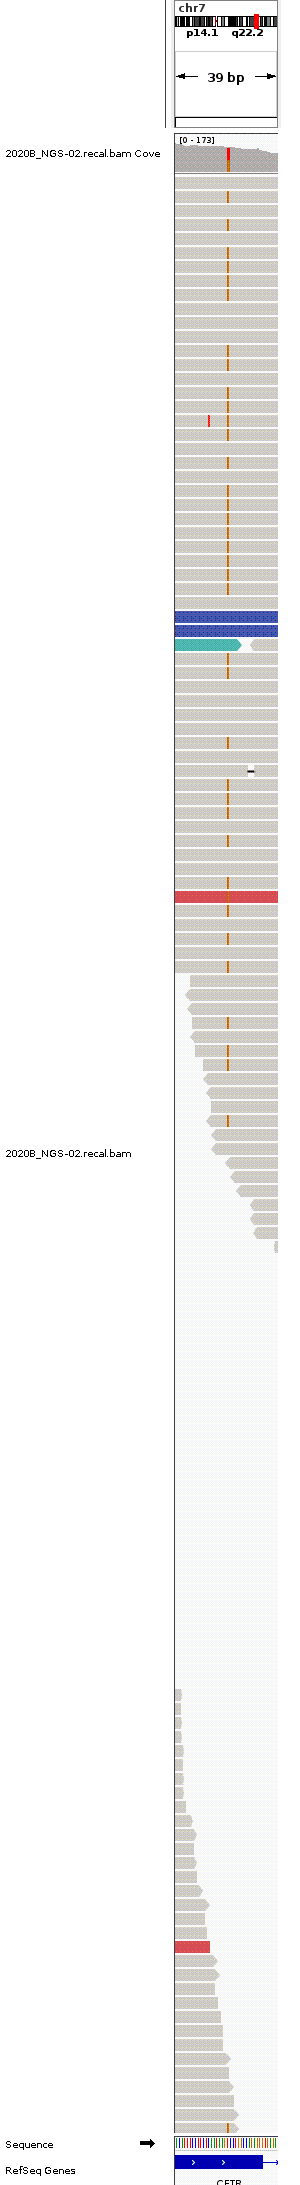 chr7
p14.1 q22.2
39 bp
[0 - 173]
2020B_NGS-02.recal.bam Cove
2020B_NGS-02.recal.bam
Sequence
RefSeq Genes
CFTR